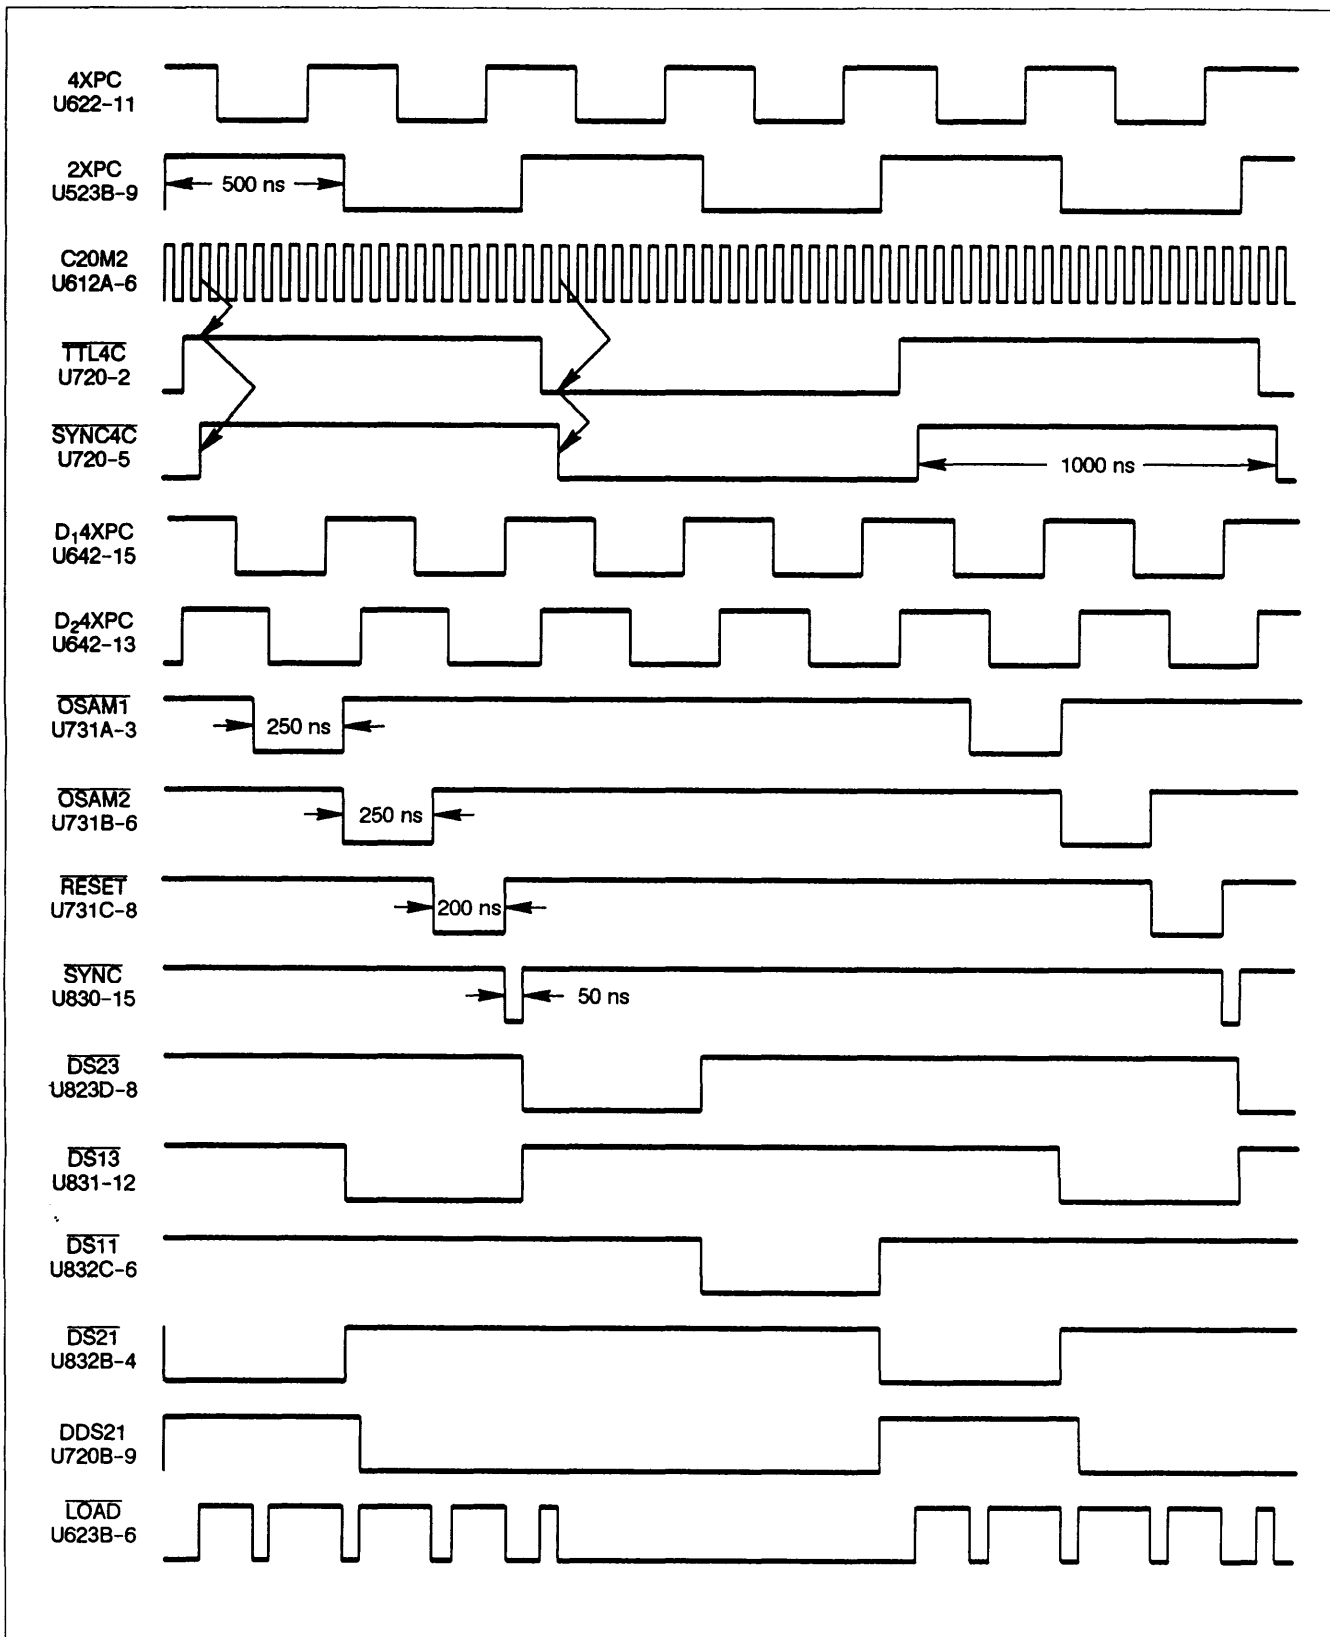 4XPC
U622-11
2XPC
U523B-9
500 ns
C20M2
U612A-6
TTL4C
U720-2
SYNC4C
U720-5
1000 ns
D₁4XPC
U642-15
D₂4XPC
U642-13
OSAM1
U731A-3
250 ns
OSAM2
U731B-6
250 ns
RESET
U731C-8
200 ns
SYNC
U830-15
50 ns
DS23
U823D-8
DS13
U831-12
DS11
U832C-6
DS21
U832B-4
DDS21
U720B-9
LOAD
U623B-6